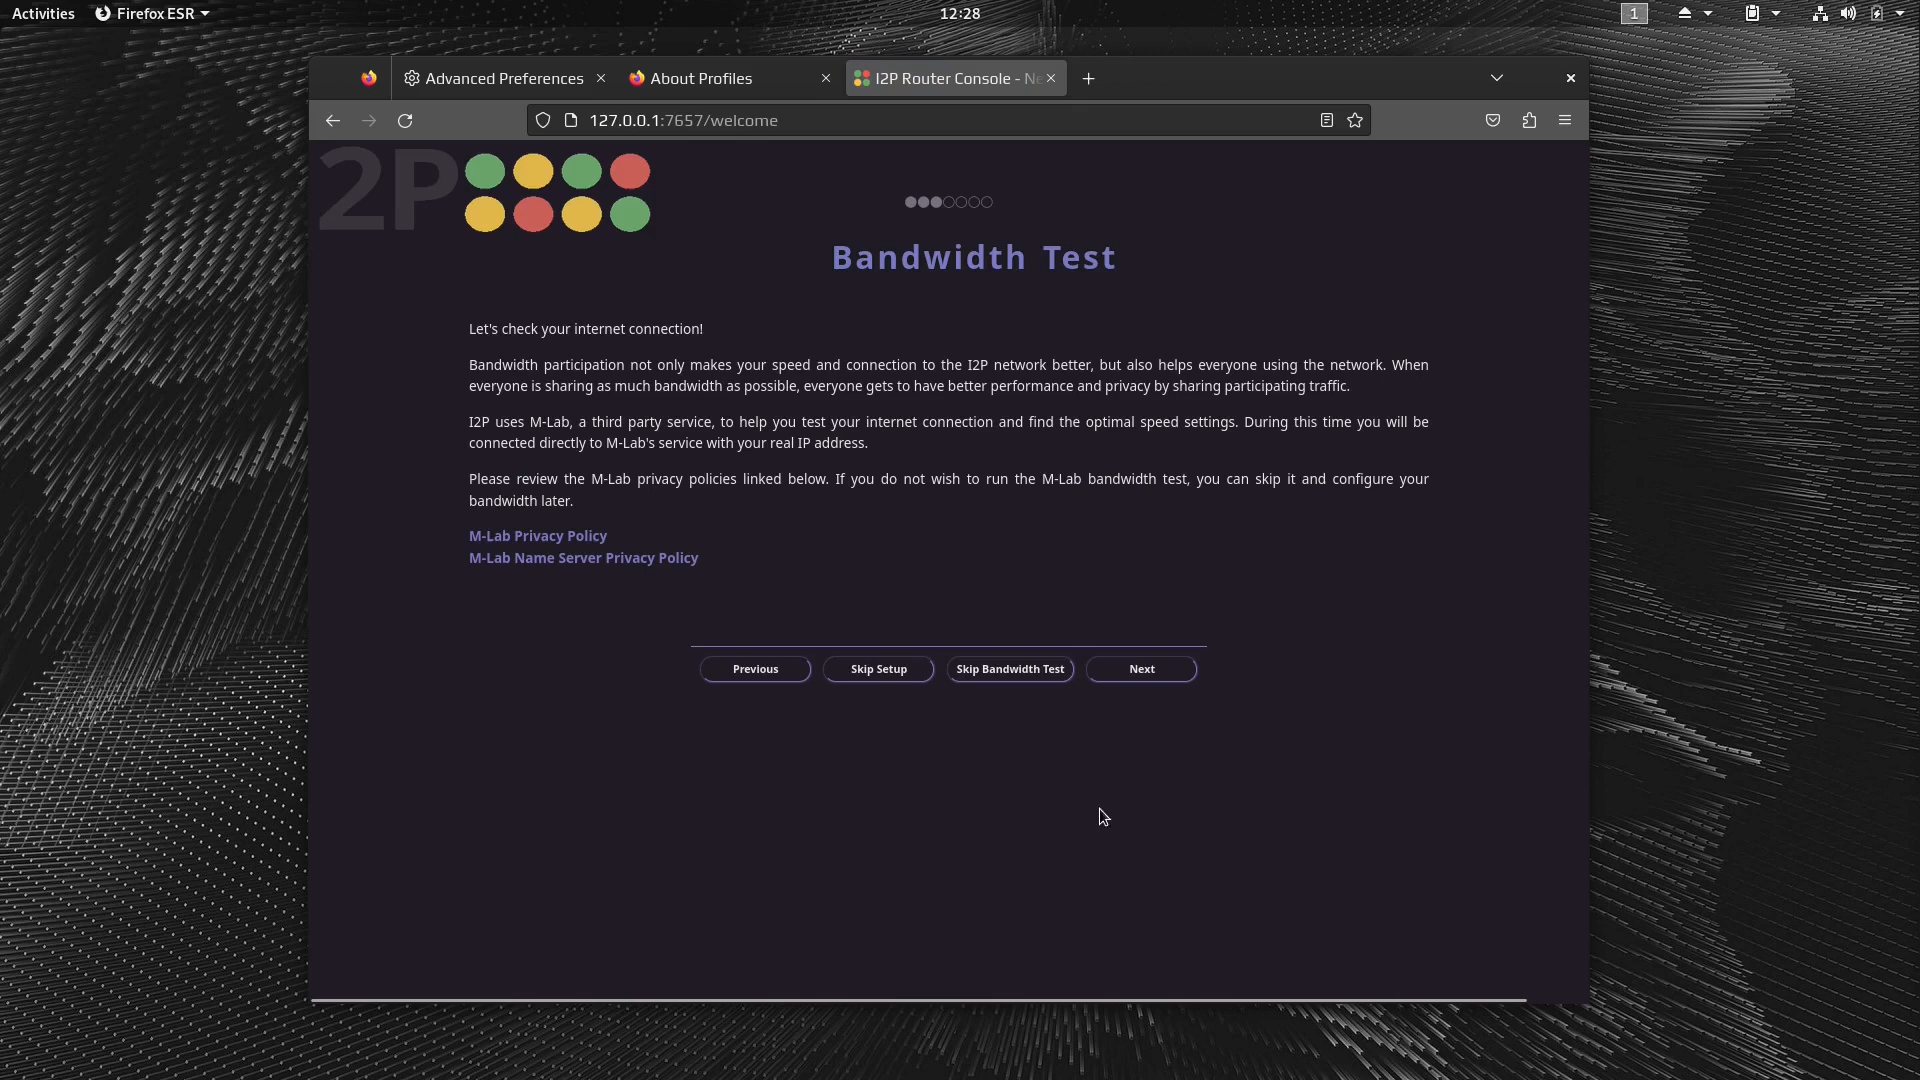 Activities Firefox ESR 12:28 1
Advanced Preferences About Profiles I2P Router Console - Ne
127.0.0.1:7657/welcome
2P
Bandwidth Test
Let's check your internet connection!
Bandwidth participation not only makes your speed and connection to the I2P network better, but also helps everyone using the network. When
everyone is sharing as much bandwidth as possible, everyone gets to have better performance and privacy by sharing participating traffic.
I2P uses M-Lab, a third party service, to help you test your internet connection and find the optimal speed settings. During this time you will be
connected directly to M-Lab's service with your real IP address.
Please review the M-Lab privacy policies linked below. If you do not wish to run the M-Lab bandwidth test, you can skip it and configure your
bandwidth later.
M-Lab Privacy Policy
M-Lab Name Server Privacy Policy
Previous Skip Setup Skip Bandwidth Test Next